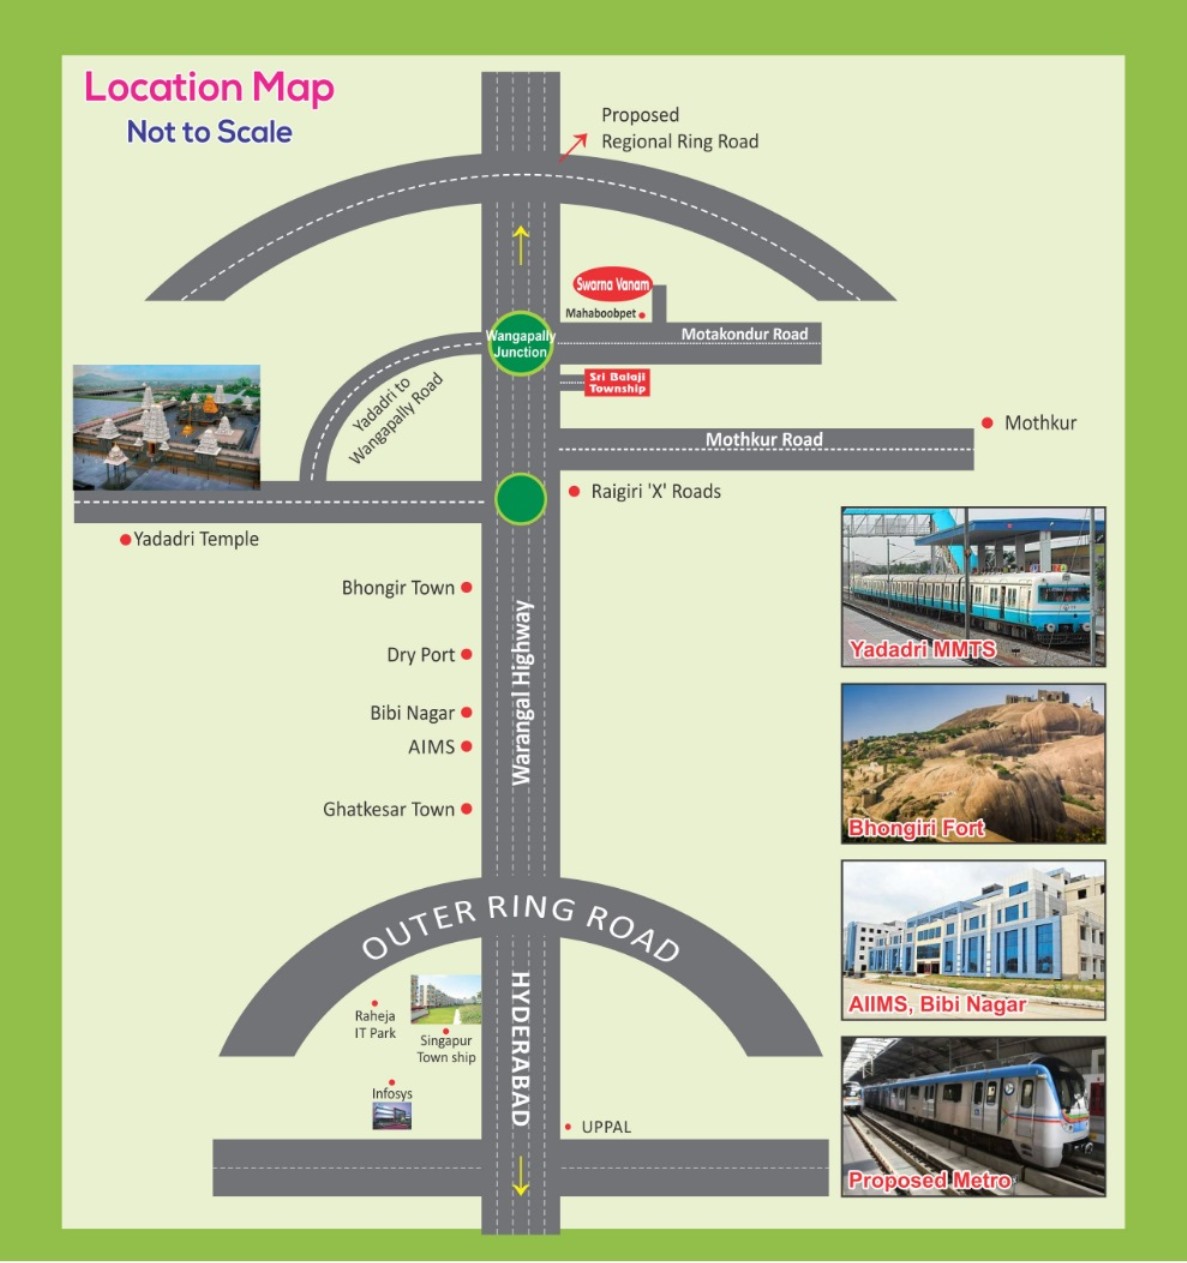 Location Map
Not to Scale
Proposed
Regional Ring Road
Swarna Vanam
Mahaboobpet
Motakondur Road
Wangapally
Junction
Sri Balaji
Township
Yadadri to
Wangapally Road
Mothkur
Mothkur Road
Raigiri 'X' Roads
Yadadri Temple
Bhongir Town
Dry Port
Bibi Nagar
AIMS
Ghatkesar Town
Warangal Highway
Yadadri MMTS
Bhongiri Fort
AIIMS, Bibi Nagar
Proposed Metro
OUTER RING ROAD
HYDERABAD
Raheja
IT Park
Singapur
Town ship
Infosys
UPPAL